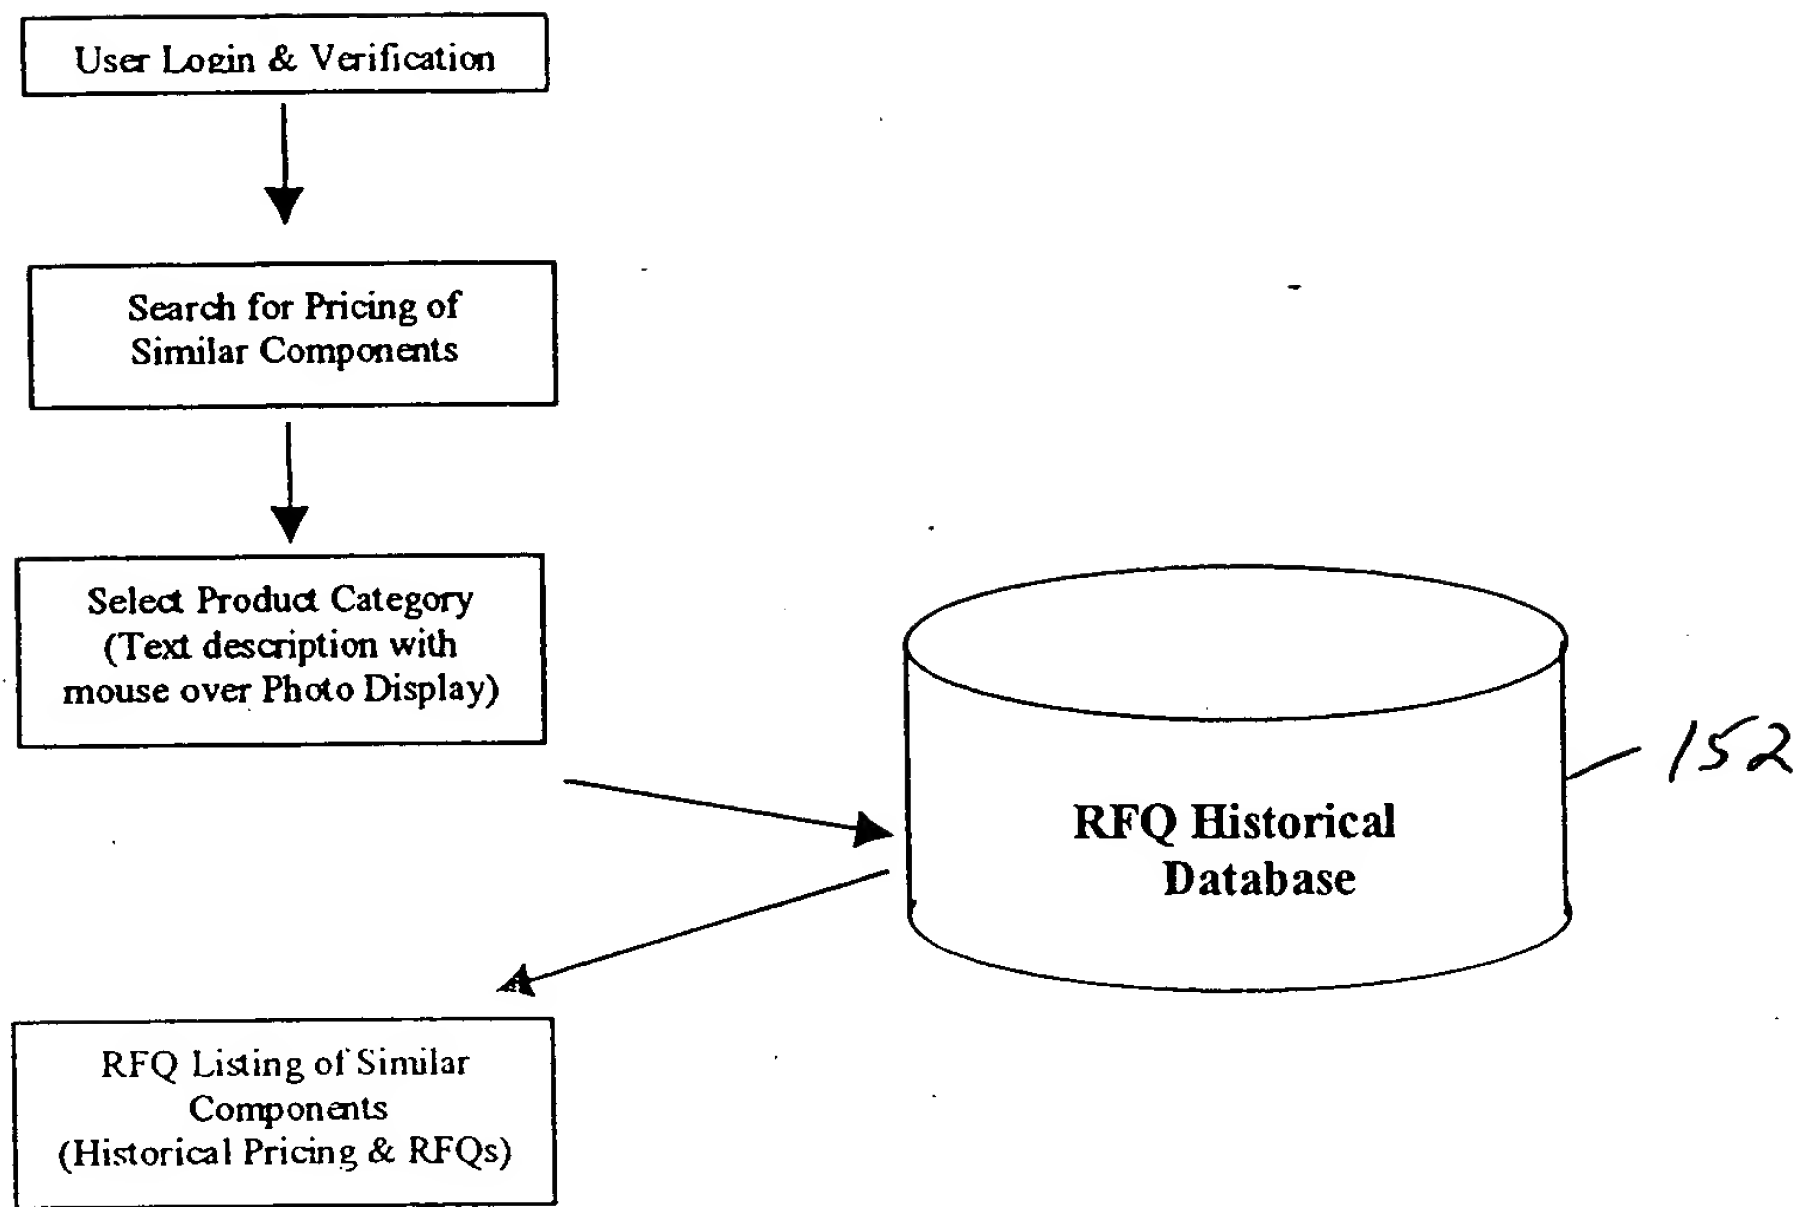 User Login & Verification
Search for Pricing of
Similar Components
Select Product Category
(Text description with
mouse over Photo Display)
RFQ Historical
Database
152
RFQ Listing of Similar
Components
(Historical Pricing & RFQs)